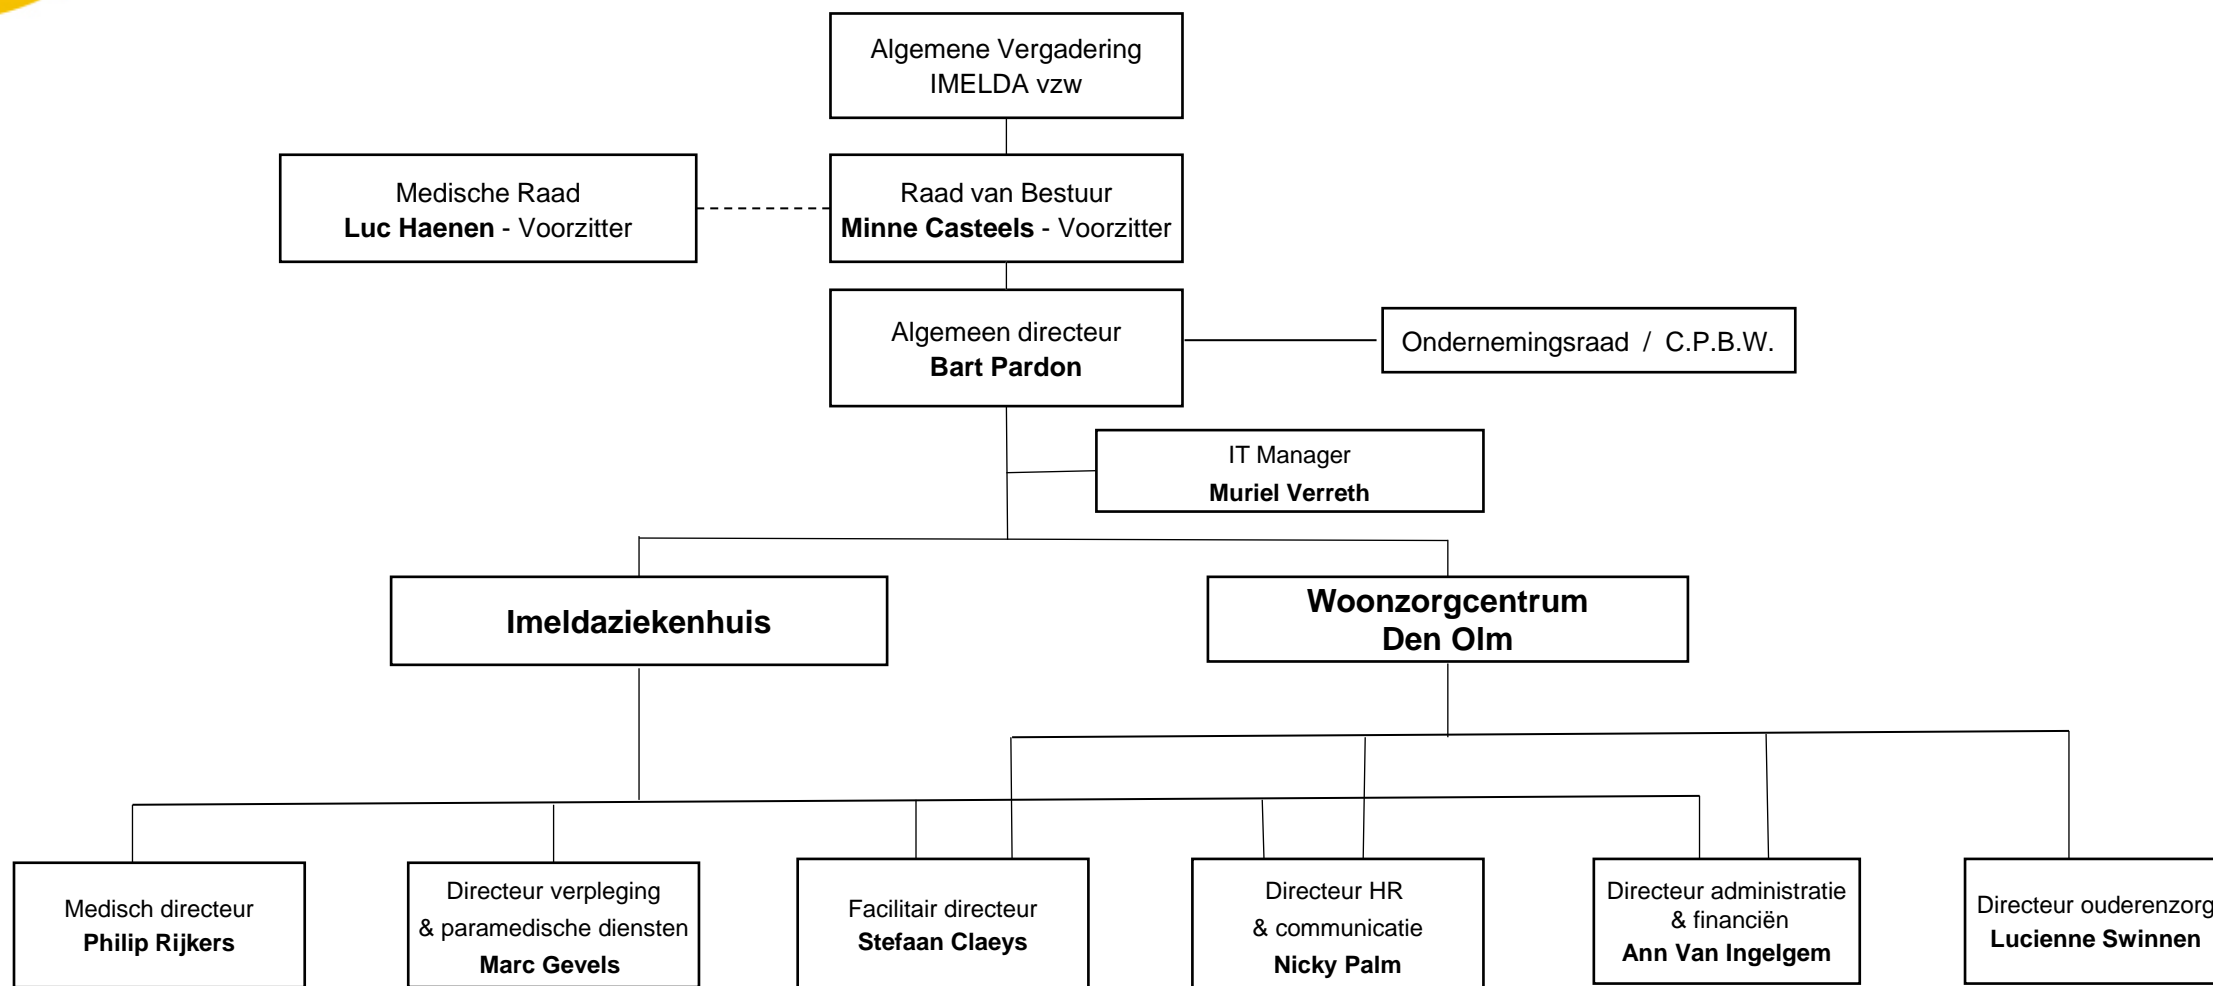 Algemene Vergadering
IMELDA vzw
Medische Raad
Luc Haenen - Voorzitter
Raad van Bestuur
Minne Casteels - Voorzitter
Algemeen directeur
Bart Pardon
Ondernemingsraad / C.P.B.W.
IT Manager
Muriel Verreth
Imeldaziekenhuis
Woonzorgcentrum
Den Olm
Medisch directeur
Philip Rijkers
Directeur verpleging
& paramedische diensten
Marc Gevels
Facilitair directeur
Stefaan Claeys
Directeur HR
& communicatie
Nicky Palm
Directeur administratie
& financiën
Ann Van Ingelgem
Directeur ouderenzorg
Lucienne Swinnen